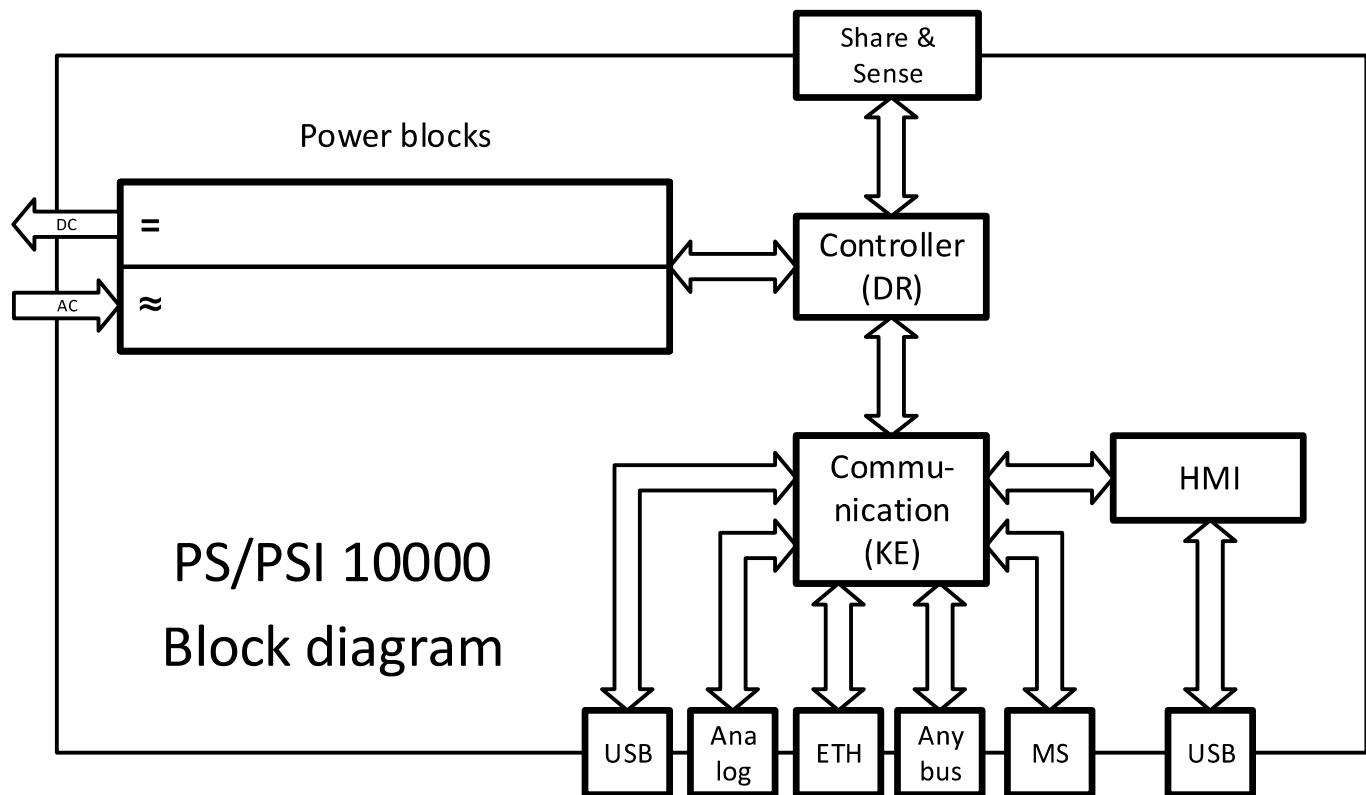 Share &
Sense
Power blocks
DC
=
AC
≈
Controller
(DR)
Commu-
nication
(KE)
HMI
PS/PSI 10000
Block diagram
USB
Ana
log
ETH
Any
bus
MS
USB